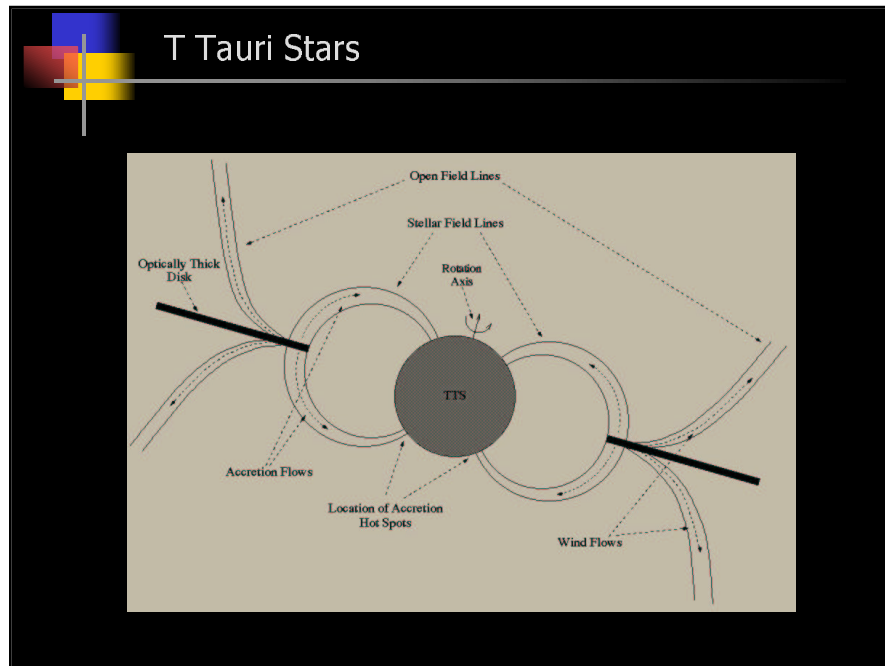 T Tauri Stars
Open Field Lines
Stellar Field Lines
Optically Thick
Disk
Rotation
Axis
TTS
Accretion Flows
Location of Accretion
Hot Spots
Wind Flows